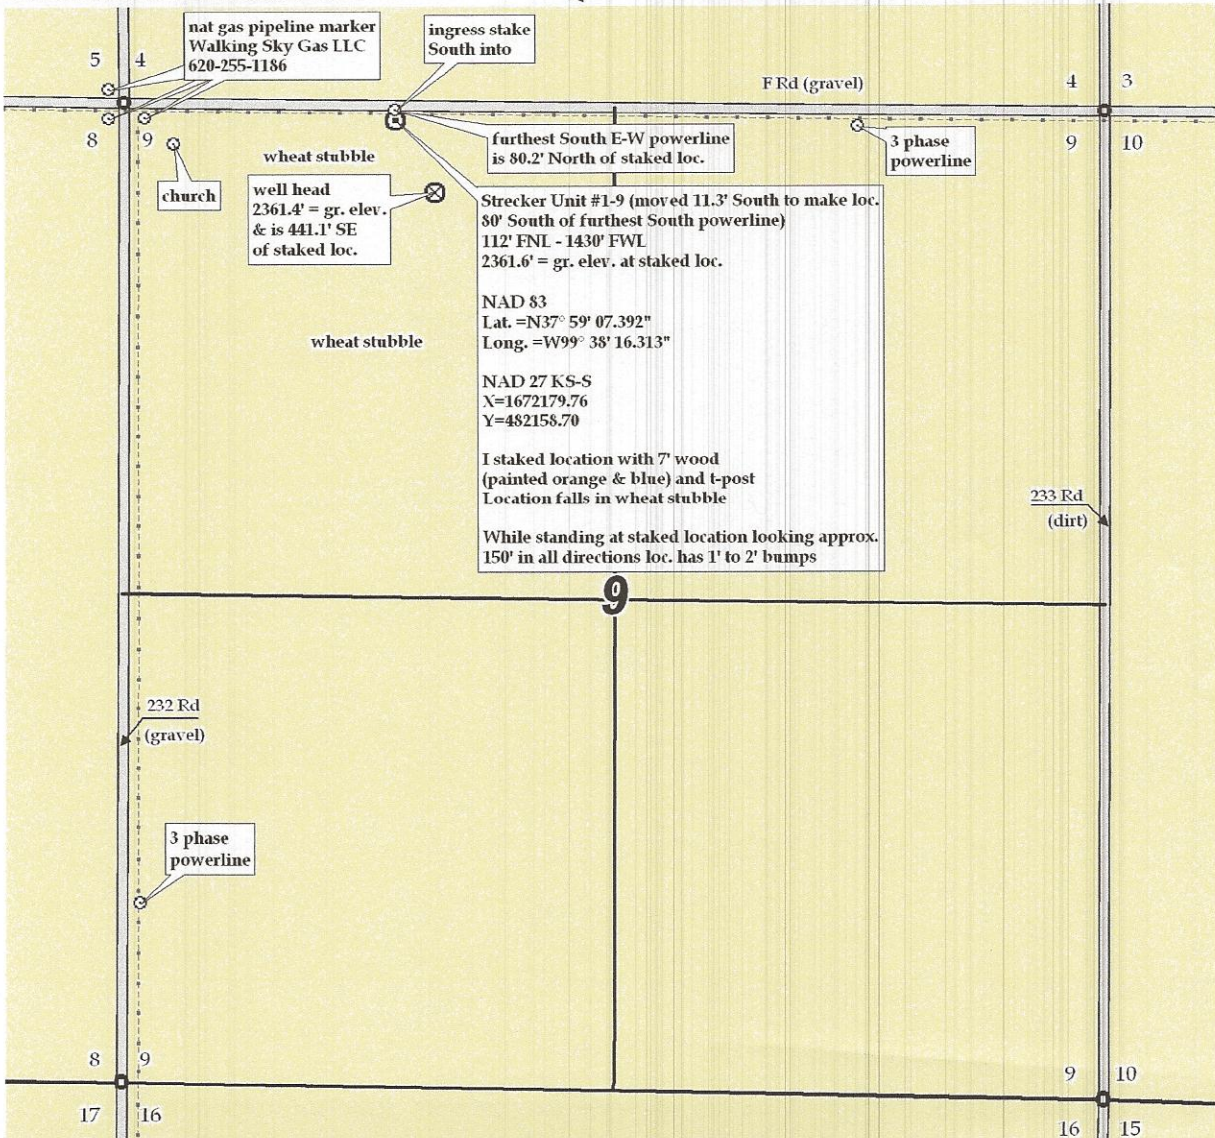 nat gas pipeline marker
Walking Sky Gas LLC
620-255-1186
ingress stake
South into
5 4
F Rd (gravel)
4 3
8 9
9 10
furthest South E-W powerline
is 80.2' North of staked loc.
3 phase
powerline
wheat stubble
church
well head
2361.4' = gr. elev.
& is 441.1' SE
of staked loc.
Strecker Unit #1-9 (moved 11.3' South to make loc.
80' South of furthest South powerline)
112' FNL - 1430' FWL
2361.6' = gr. elev. at staked loc.
NAD 83
Lat. =N37° 59' 07.392"
Long. =W99° 38' 16.313"
NAD 27 KS-S
X=1672179.76
Y=482158.70
I staked location with 7' wood
(painted orange & blue) and t-post
Location falls in wheat stubble
While standing at staked location looking approx.
150' in all directions loc. has 1' to 2' bumps
wheat stubble
233 Rd
(dirt)
9
232 Rd
(gravel)
3 phase
powerline
8 9
9 10
17 16
16 15